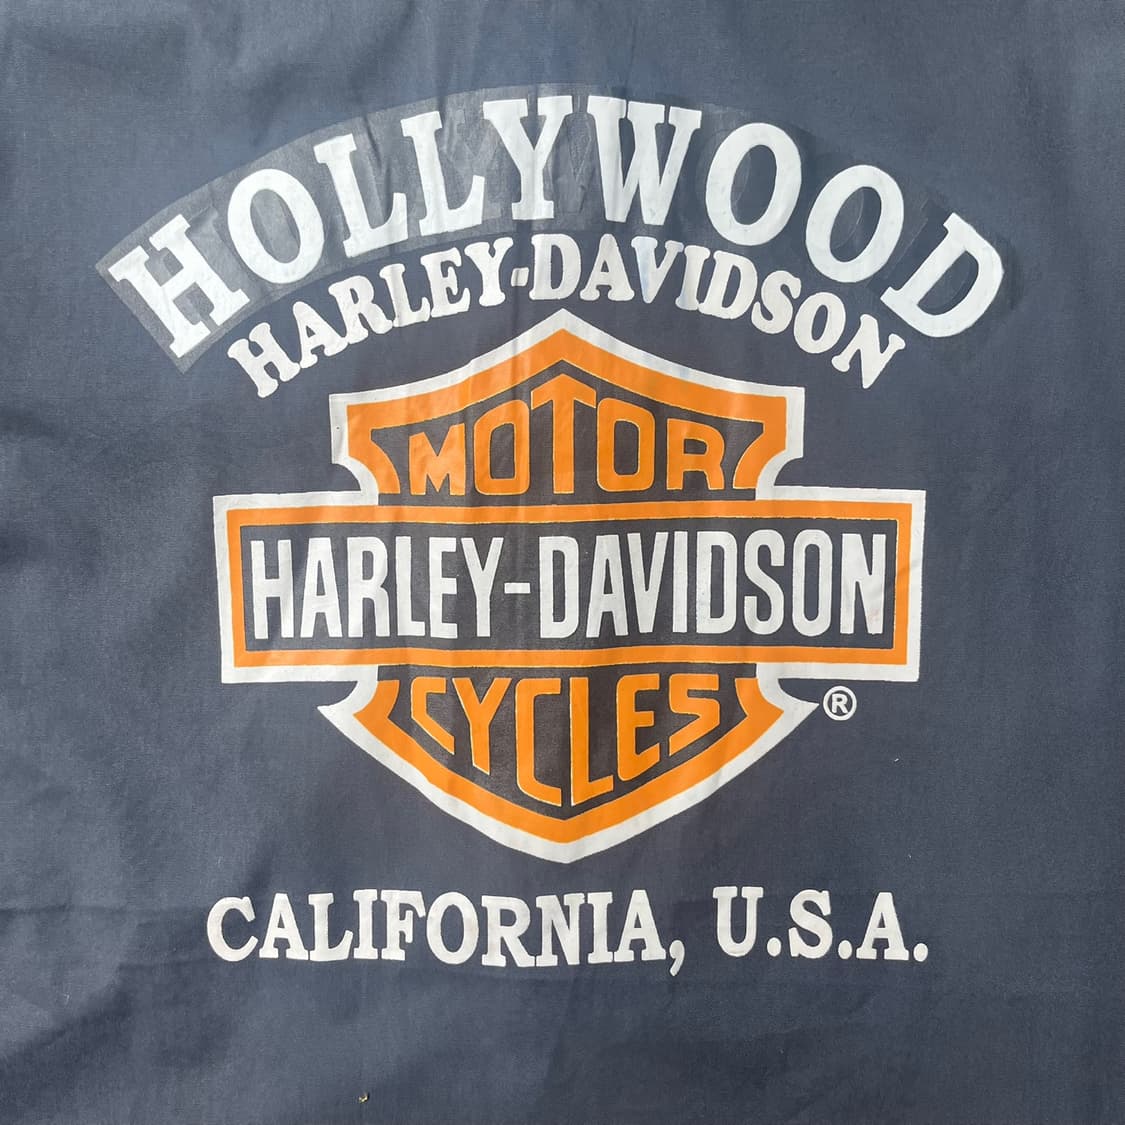 HOLLYWOOD
HARLEY-DAVIDSON
MOTOR
HARLEY-DAVIDSON
CYCLES
®
CALIFORNIA, U.S.A.